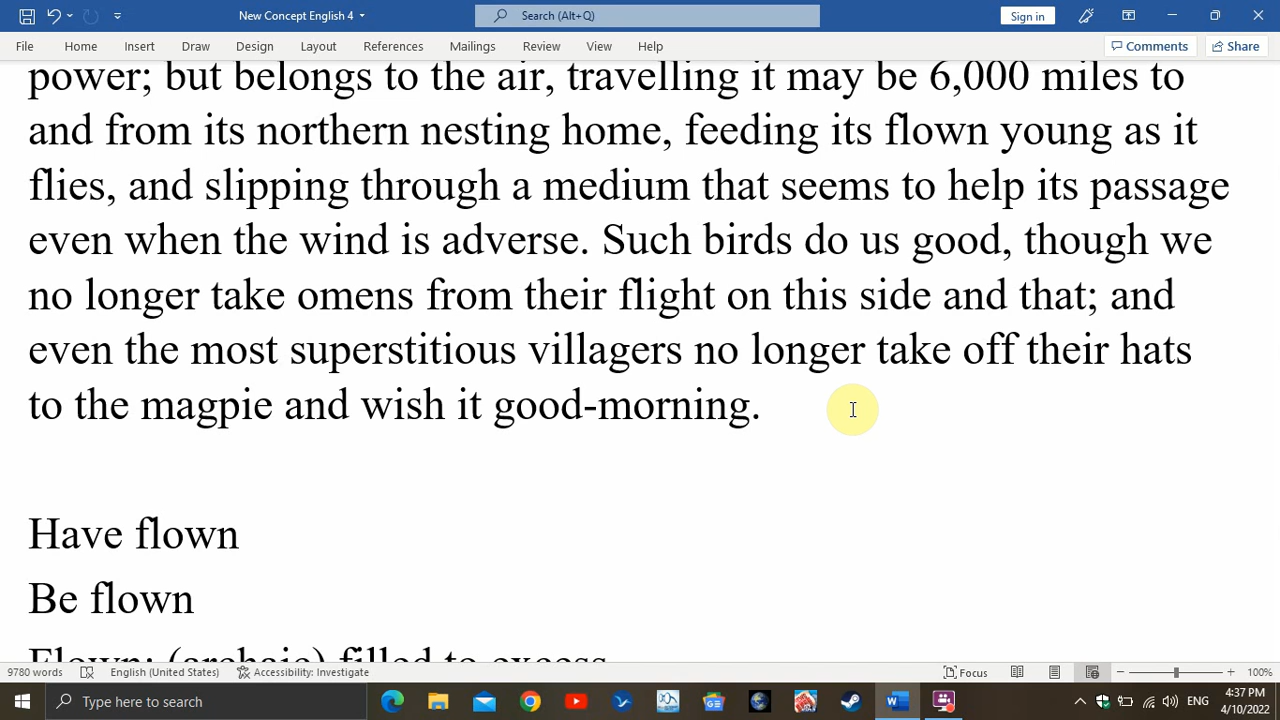 New Concept English 4
Search (Alt+Q)
Sign in
File Home Insert Draw Design Layout References Mailings Review View Help Comments Share
power; but belongs to the air, travelling it may be 6,000 miles to
and from its northern nesting home, feeding its flown young as it
flies, and slipping through a medium that seems to help its passage
even when the wind is adverse. Such birds do us good, though we
no longer take omens from their flight on this side and that; and
even the most superstitious villagers no longer take off their hats
to the magpie and wish it good-morning.
Have flown
Be flown
Flown: (archaic) filled to excess
9780 words English (United States) Accessibility: Investigate Focus 100%
Type here to search
ENG
4:37 PM
4/10/2022